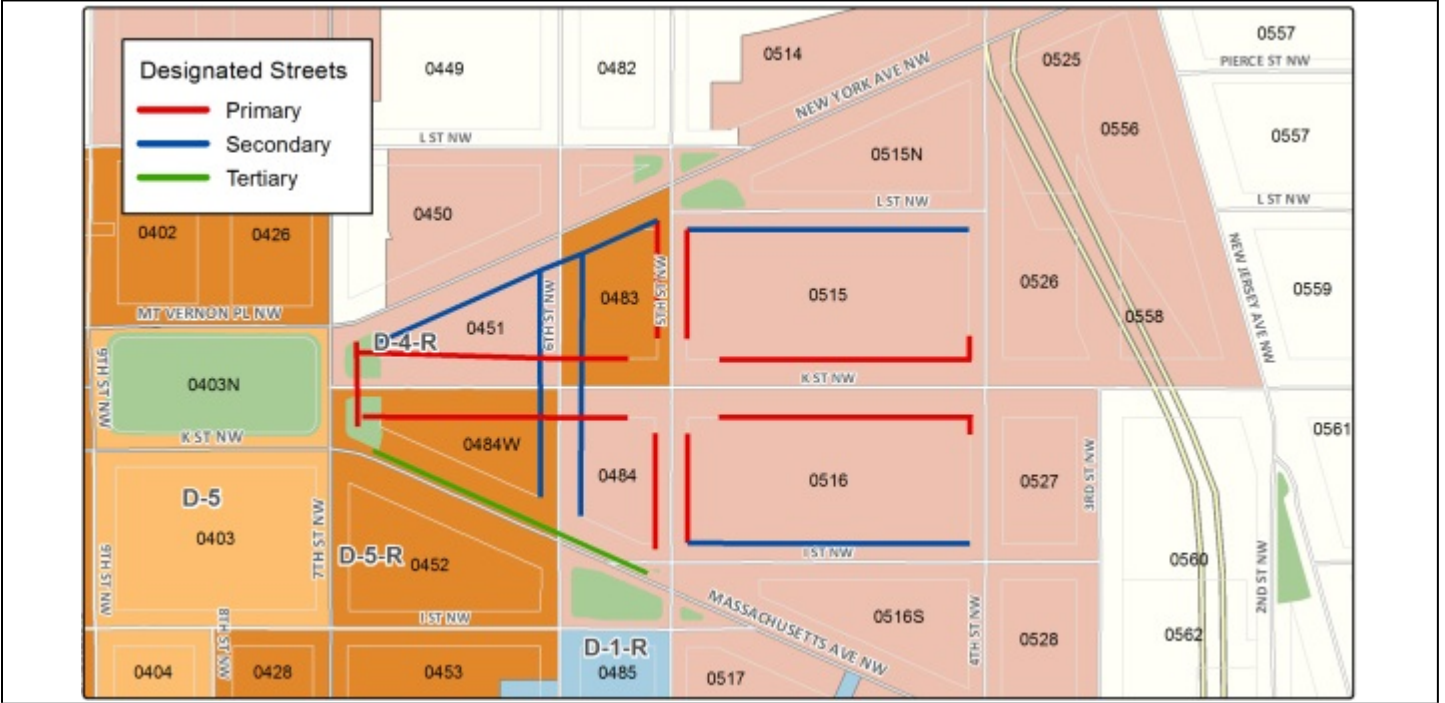 Designated Streets
Primary
Secondary
Tertiary
0449
0482
0514
NEW YORK AVE NW
0525
0557
PIERCE ST NW
0556
0557
L ST NW
0515N
0450
L ST NW
L ST NW
0402
0426
MT VERNON PL NW
0451
6TH ST NW
0483
5TH ST NW
0515
0526
0558
NEW JERSEY AVE NW
0559
D-4-R
9TH ST NW
0403N
K ST NW
K ST NW
0561
0484W
0484
0516
0527
3RD ST NW
D-5
0403
7TH ST NW
D-5-R
0452
9TH ST NW
I ST NW
0560
2ND ST NW
8TH ST NW
I ST NW
MASSACHUSETTS AVE NW
0516S
4TH ST NW
0528
0562
D-1-R
0404
0428
0453
0485
0517